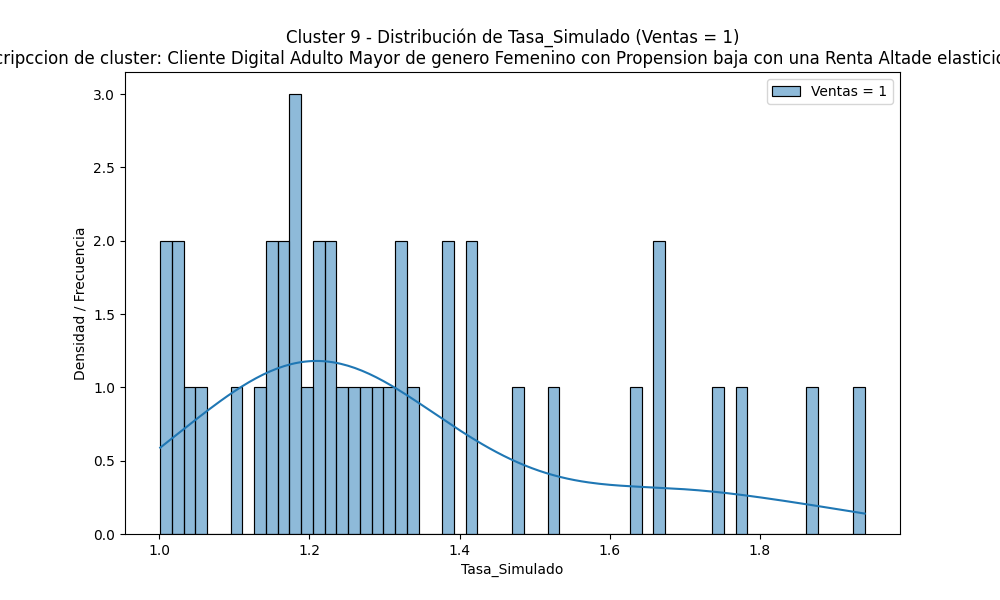 Cluster 9 - Distribución de Tasa_Simulado (Ventas = 1)
cripccion de cluster: Cliente Digital Adulto Mayor de genero Femenino con Propension baja con una Renta Altade elastici
Ventas = 1
3.0
2.5
2.0
1.5
1.0
0.5
0.0
Densidad / Frecuencia
1.0 1.2 1.4 1.6 1.8
Tasa_Simulado